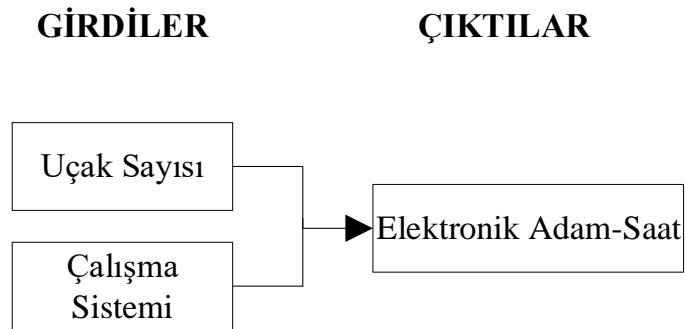 GİRDİLER
ÇIKTILAR
Uçak Sayısı
Elektronik Adam-Saat
Çalışma
Sistemi